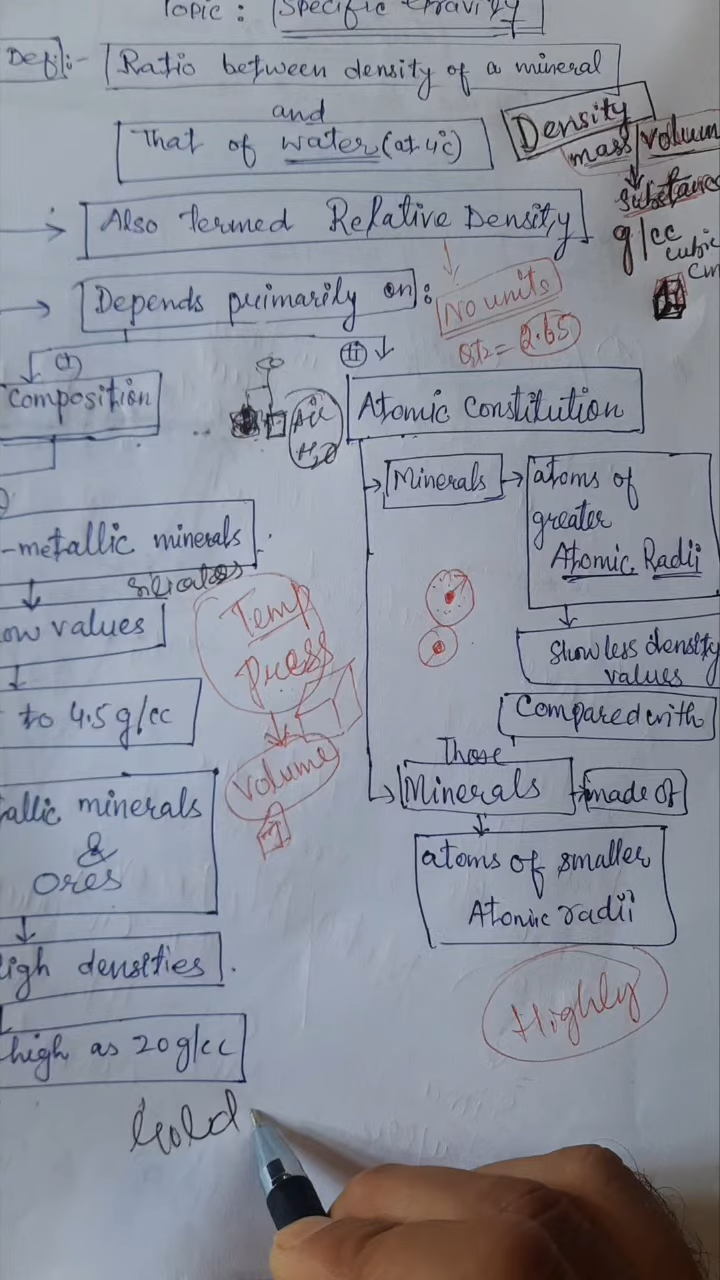 Topic: Specific Gravity
Defi:- Ratio between density of a mineral
and
That of water (at 4°C)
Density
mass volum
substance
g/cc
cubic
cm
Also termed Relative Density
No units
Qtz = 2.65
Depends primarily on:
(I)
Composition
(II)
Atomic Constitution
Air
H2O
Minerals
atoms of
greater
Atomic Radii
Show less density
values
Compared with
Those
Minerals
made of
atoms of smaller
Atomic radii
Highly
-metallic minerals
silicates
ow values
to 4.5 g/cc
Temp
press
volume
allic minerals
&
ores
High densities
high as 20g/cc
Gold